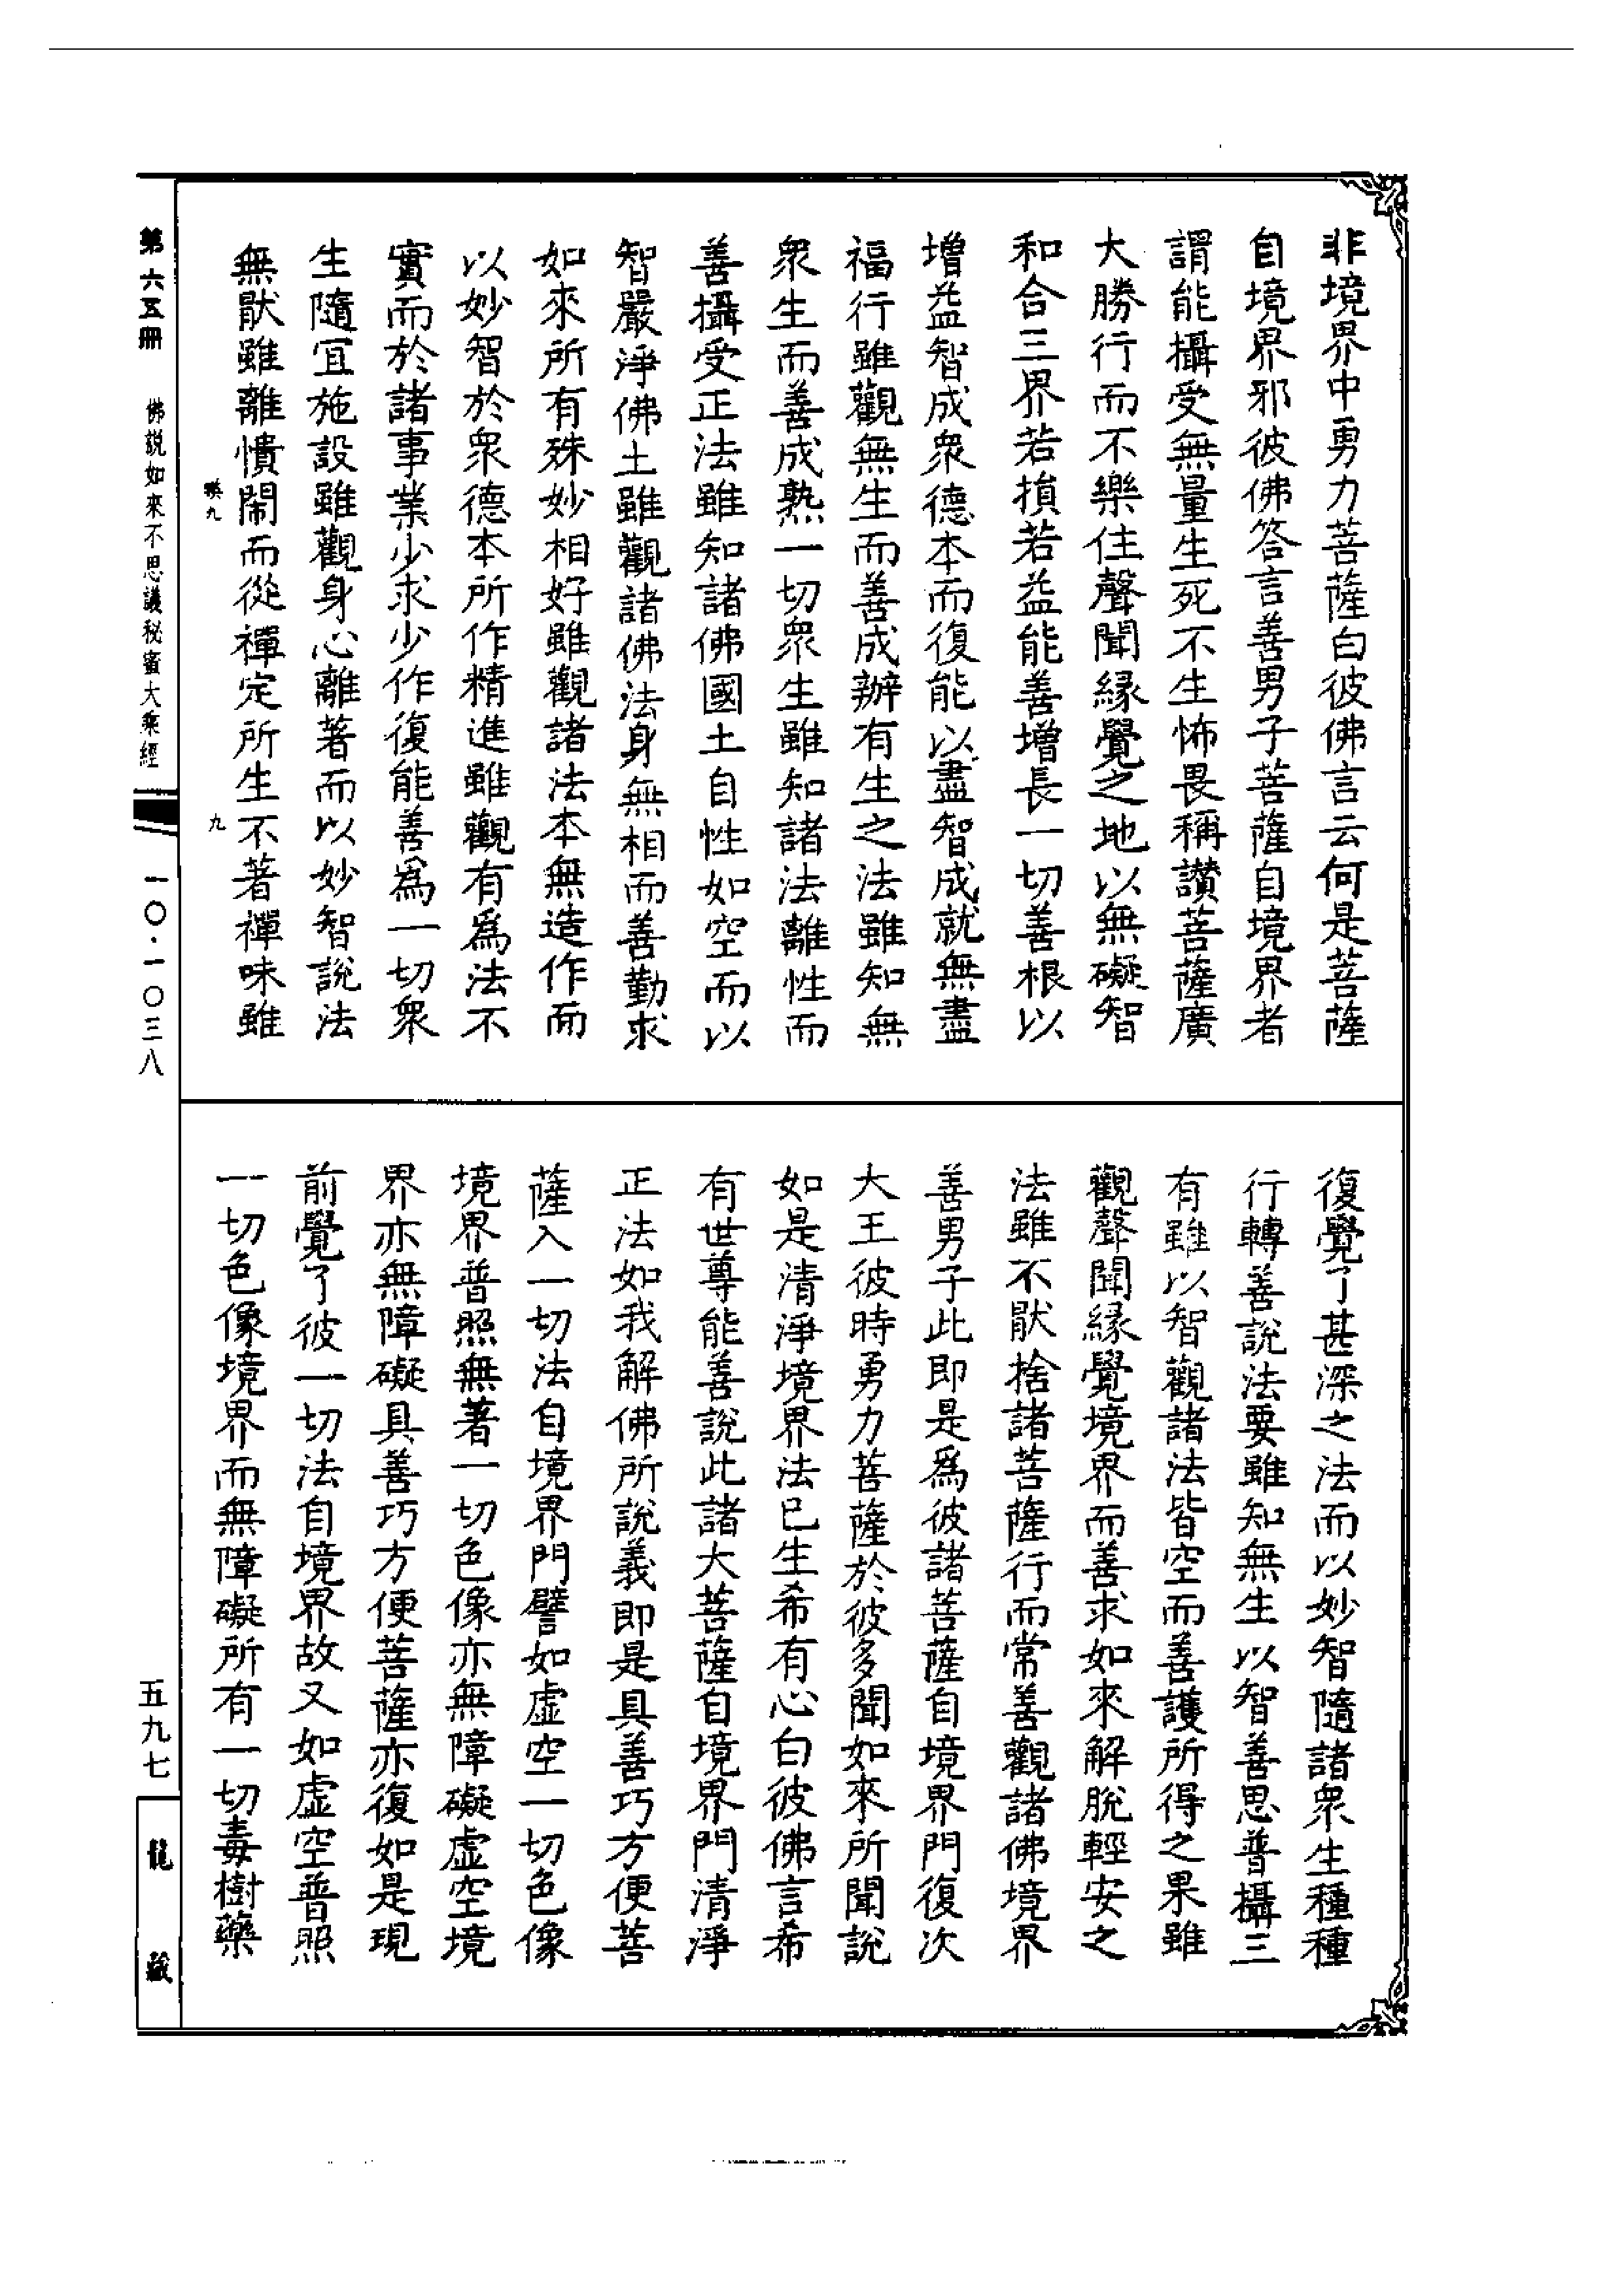 非境界中勇力菩薩白彼佛言云何是菩薩
自境界邪彼佛答言善男子菩薩自境界者
謂能攝受無量生死不生怖畏稱讚菩薩廣
大勝行而不樂住聲聞緣覺之地以無礙智
和合三界若損若益能善增長一切善根以
增益智成衆德本而復能以盡智成就無盡
福行雖觀無生而善成辦有生之法雖知無
衆生而善成熟一切衆生雖知諸法離性而
善攝受正法雖知諸佛國土自性如空而以
智嚴淨佛土雖觀諸佛法身無相而善勤求
如來所有殊妙相好雖觀諸法本無造作而
以妙智於衆德本所作精進雖觀有爲法不
實而於諸事業少求少作復能善爲一切衆
生隨宜施設雖觀身心離著而以妙智說法
無猒雖離憒鬧而從禪定所生不著禪味雖
復覺了甚深之法而以妙智隨諸衆生種種
行轉善說法要雖知無生以智善思普攝三
有雖以智觀諸法皆空而善護所得之果雖
觀聲聞緣覺境界而善求如來解脫輕安之
法雖不猒捨諸菩薩行而常善觀諸佛境界
善男子此即是爲彼諸菩薩自境界門復次
大王彼時勇力菩薩於彼多聞如來所聞說
如是清淨境界法已生希有心白彼佛言希
有世尊能善說此諸大菩薩自境界門清淨
正法如我解佛所說義即是具善巧方便菩
薩入一切法自境界門譬如虛空一切色像
境界普照無著一切色像亦無障礙虛空境
界亦無障礙具善巧方便菩薩亦復如是現
前覺了彼一切法自境界故又如虛空普照
一切色像境界而無障礙所有一切毒樹藥
九
第六五冊
佛說如來不思議秘密大乘經
一〇·一〇三八
五九七
龍藏